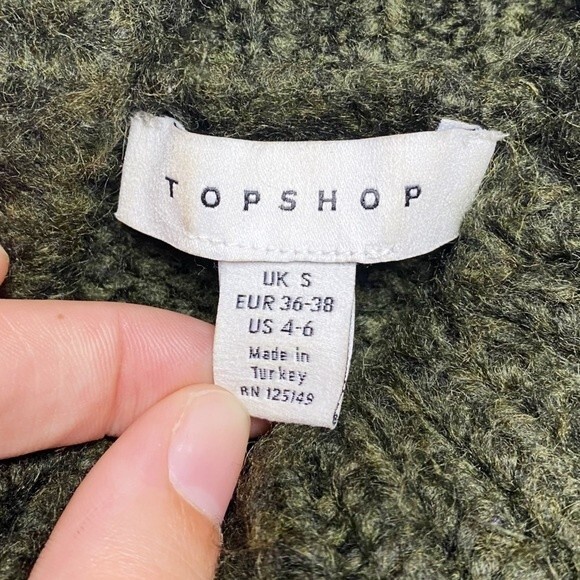 TOPSHOP
UK S
EUR 36-38
US 4-6
Made in
Turkey
RN 125149